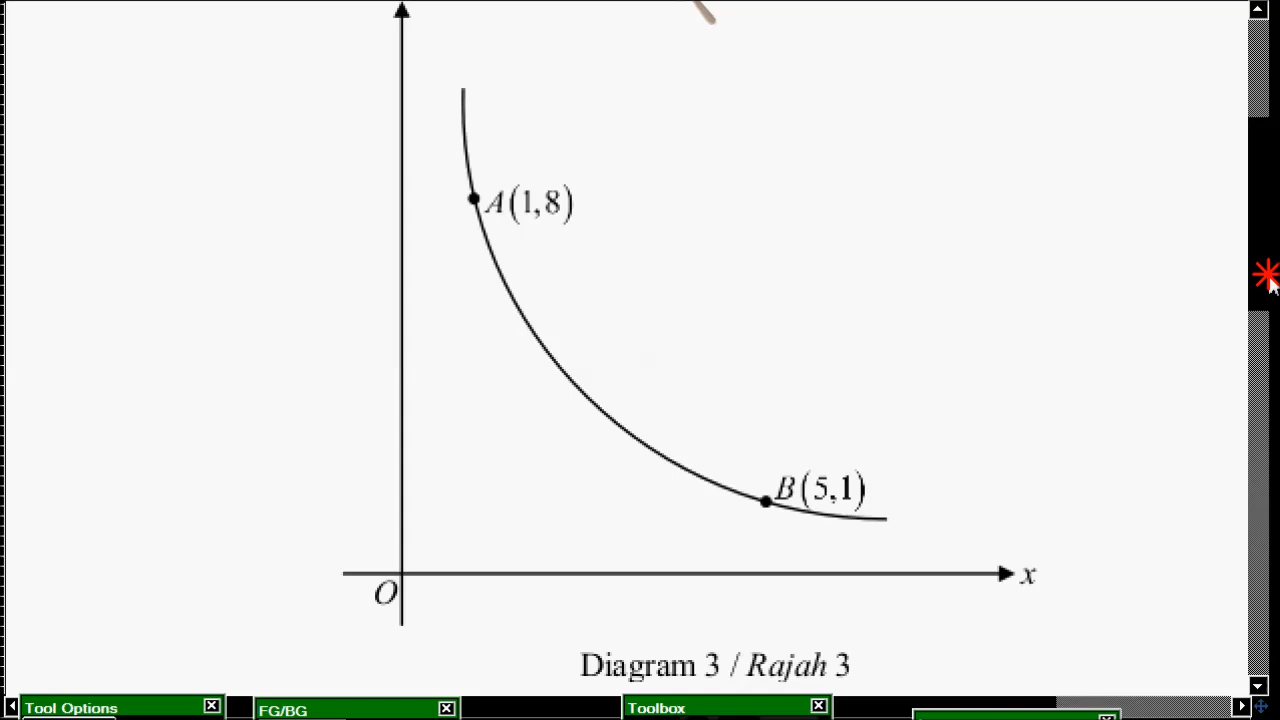 A(1,8)
B(5,1)
x
O
Diagram 3 / Rajah 3
Tool Options
FG/BG
Toolbox